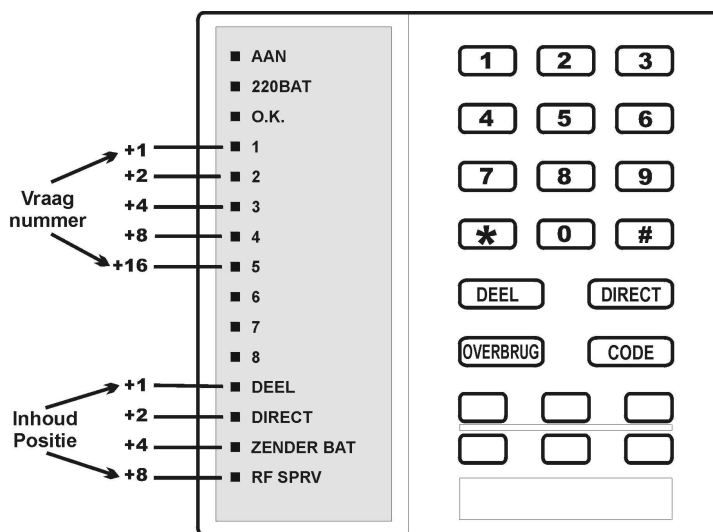 AAN
220BAT
O.K.
+1 1
+2 2
+4 3
+8 4
+16 5
6
7
8
+1 DEEL
+2 DIRECT
+4 ZENDER BAT
+8 RF SPRV
Vraag
nummer
Inhoud
Positie
1 2 3
4 5 6
7 8 9
* 0 #
DEEL DIRECT
OVERBRUG CODE